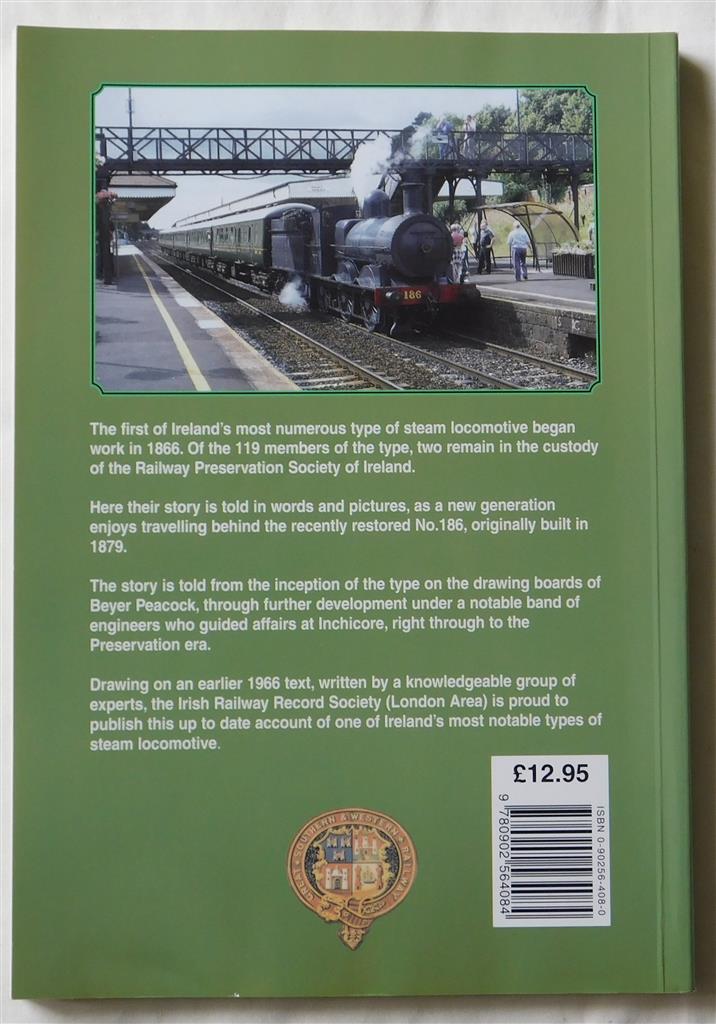 186
The first of Ireland's most numerous type of steam locomotive began
work in 1866. Of the 119 members of the type, two remain in the custody
of the Railway Preservation Society of Ireland.
Here their story is told in words and pictures, as a new generation
enjoys travelling behind the recently restored No.186, originally built in
1879.
The story is told from the inception of the type on the drawing boards of
Beyer Peacock, through further development under a notable band of
engineers who guided affairs at Inchicore, right through to the
Preservation era.
Drawing on an earlier 1966 text, written by a knowledgeable group of
experts, the Irish Railway Record Society (London Area) is proud to
publish this up to date account of one of Ireland's most notable types of
steam locomotive.
£12.95
ISBN 0-90256-408-0
9 780902 564084
GREAT SOUTHERN & WESTERN RAILWAY